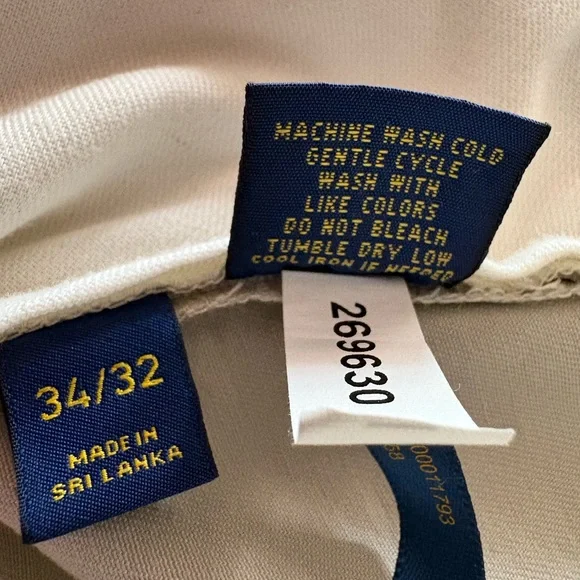 MACHINE WASH COLD
GENTLE CYCLE
WASH WITH
LIKE COLORS
DO NOT BLEACH
TUMBLE DRY LOW
COOL IRON IF NEEDED
269630
34/32
MADE IN
SRI LANKA